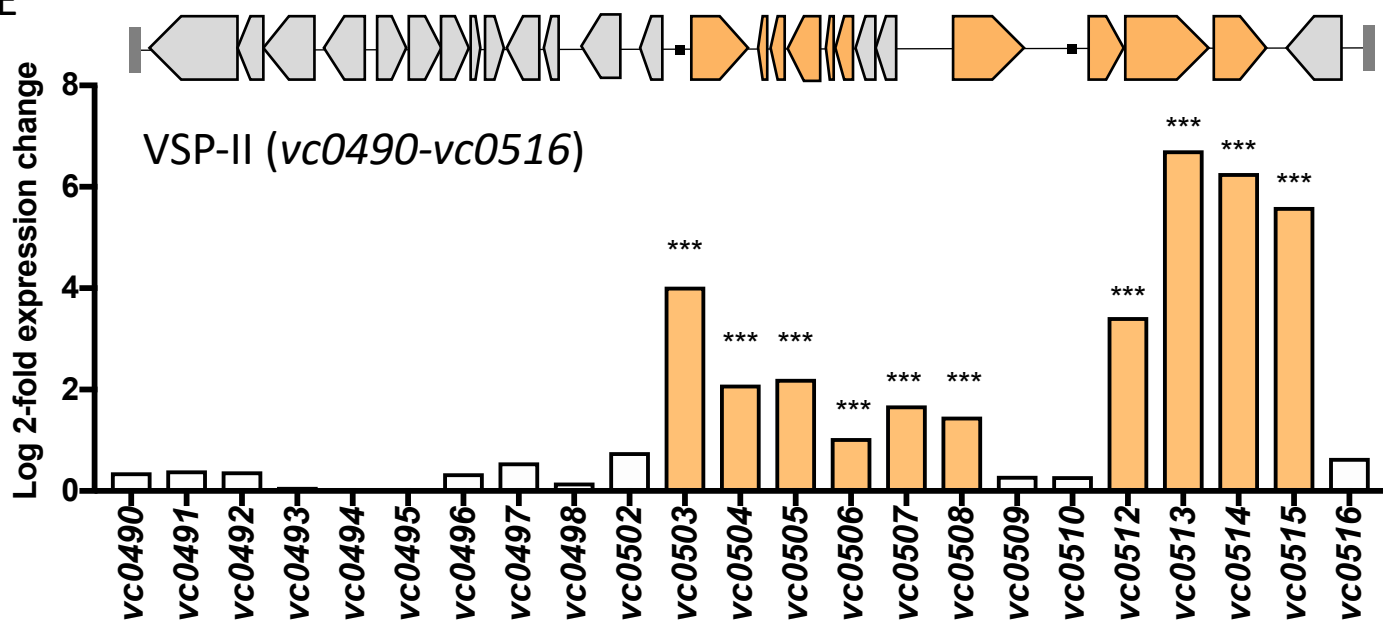 E
Log 2-fold expression change
8
6
4
2
0
VSP-II (vc0490-vc0516)
***
***
***
***
***
***
***
***
***
***
vc0490
vc0491
vc0492
vc0493
vc0494
vc0495
vc0496
vc0497
vc0498
vc0502
vc0503
vc0504
vc0505
vc0506
vc0507
vc0508
vc0509
vc0510
vc0512
vc0513
vc0514
vc0515
vc0516